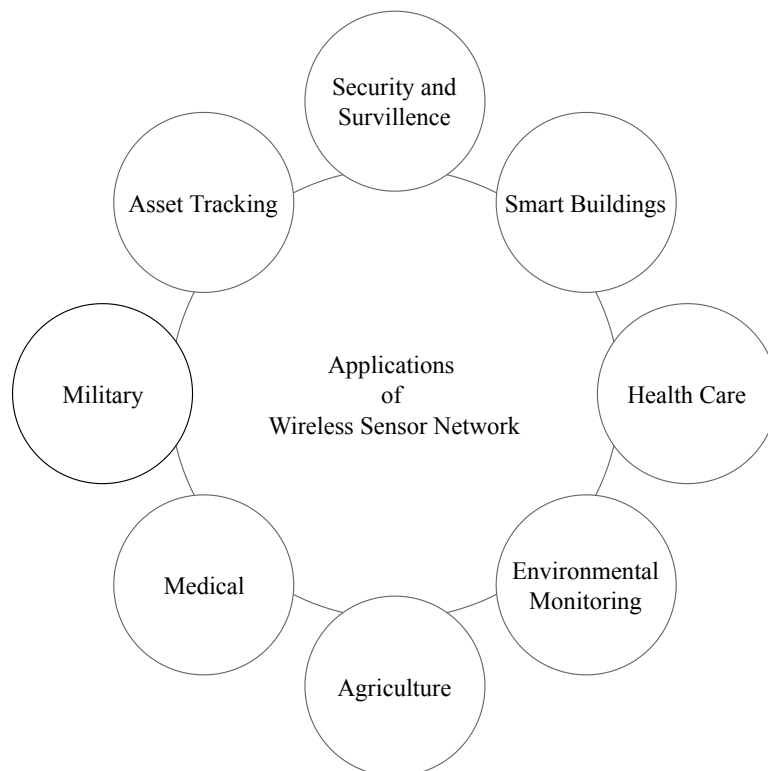 Security and
Survillence
Asset Tracking
Smart Buildings
Military
Applications
of
Wireless Sensor Network
Health Care
Medical
Environmental
Monitoring
Agriculture